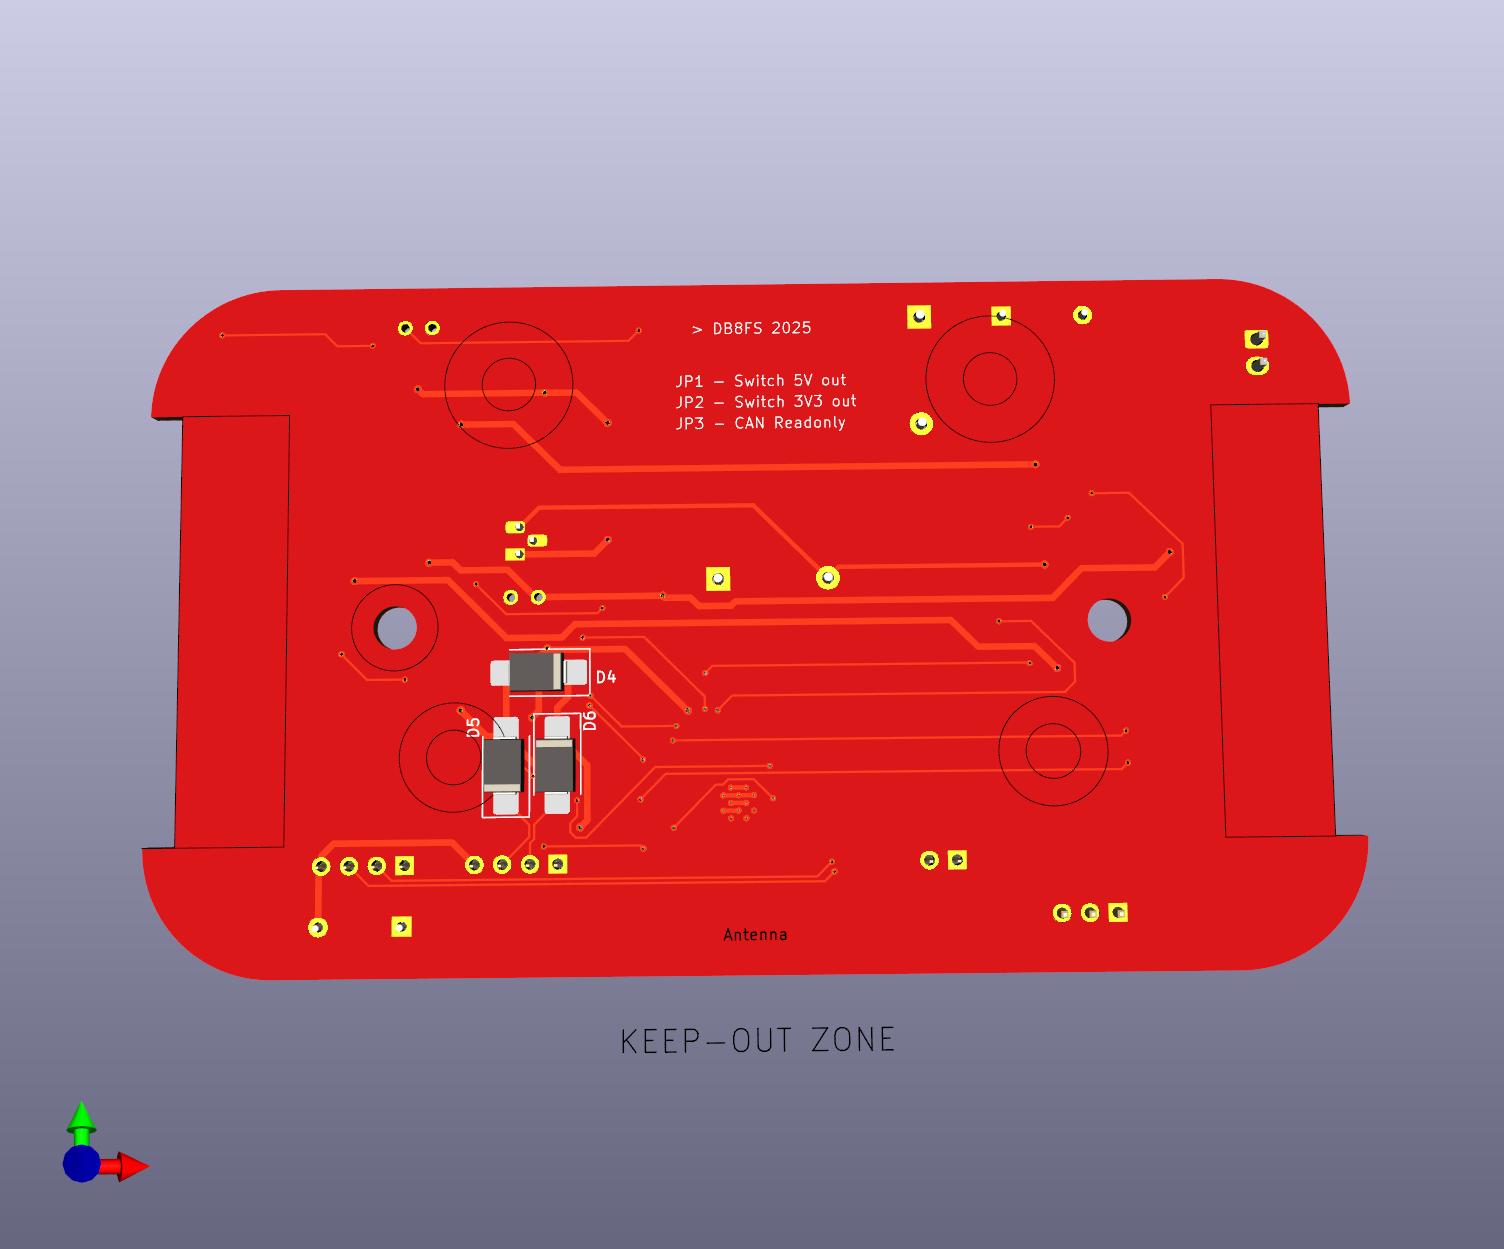 > DB8FS 2025
JP1 – Switch 5V out
JP2 – Switch 3V3 out
JP3 – CAN Readonly
D4
D5
D6
Antenna
KEEP–OUT ZONE